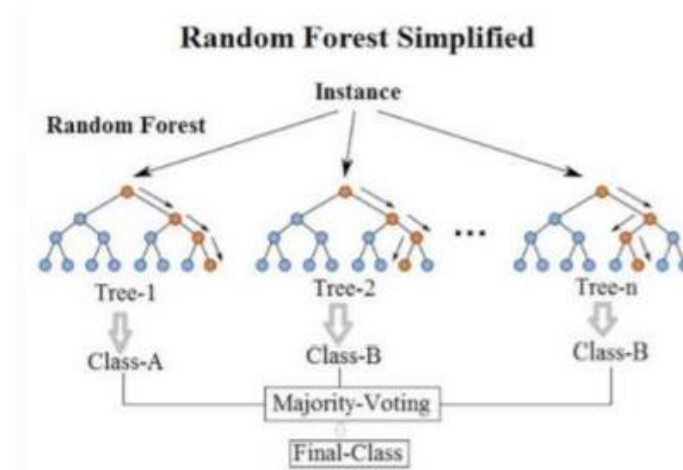 Random Forest Simplified
Instance
Random Forest
...
Tree-1 Tree-2 Tree-n
Class-A Class-B Class-B
Majority-Voting
Final-Class